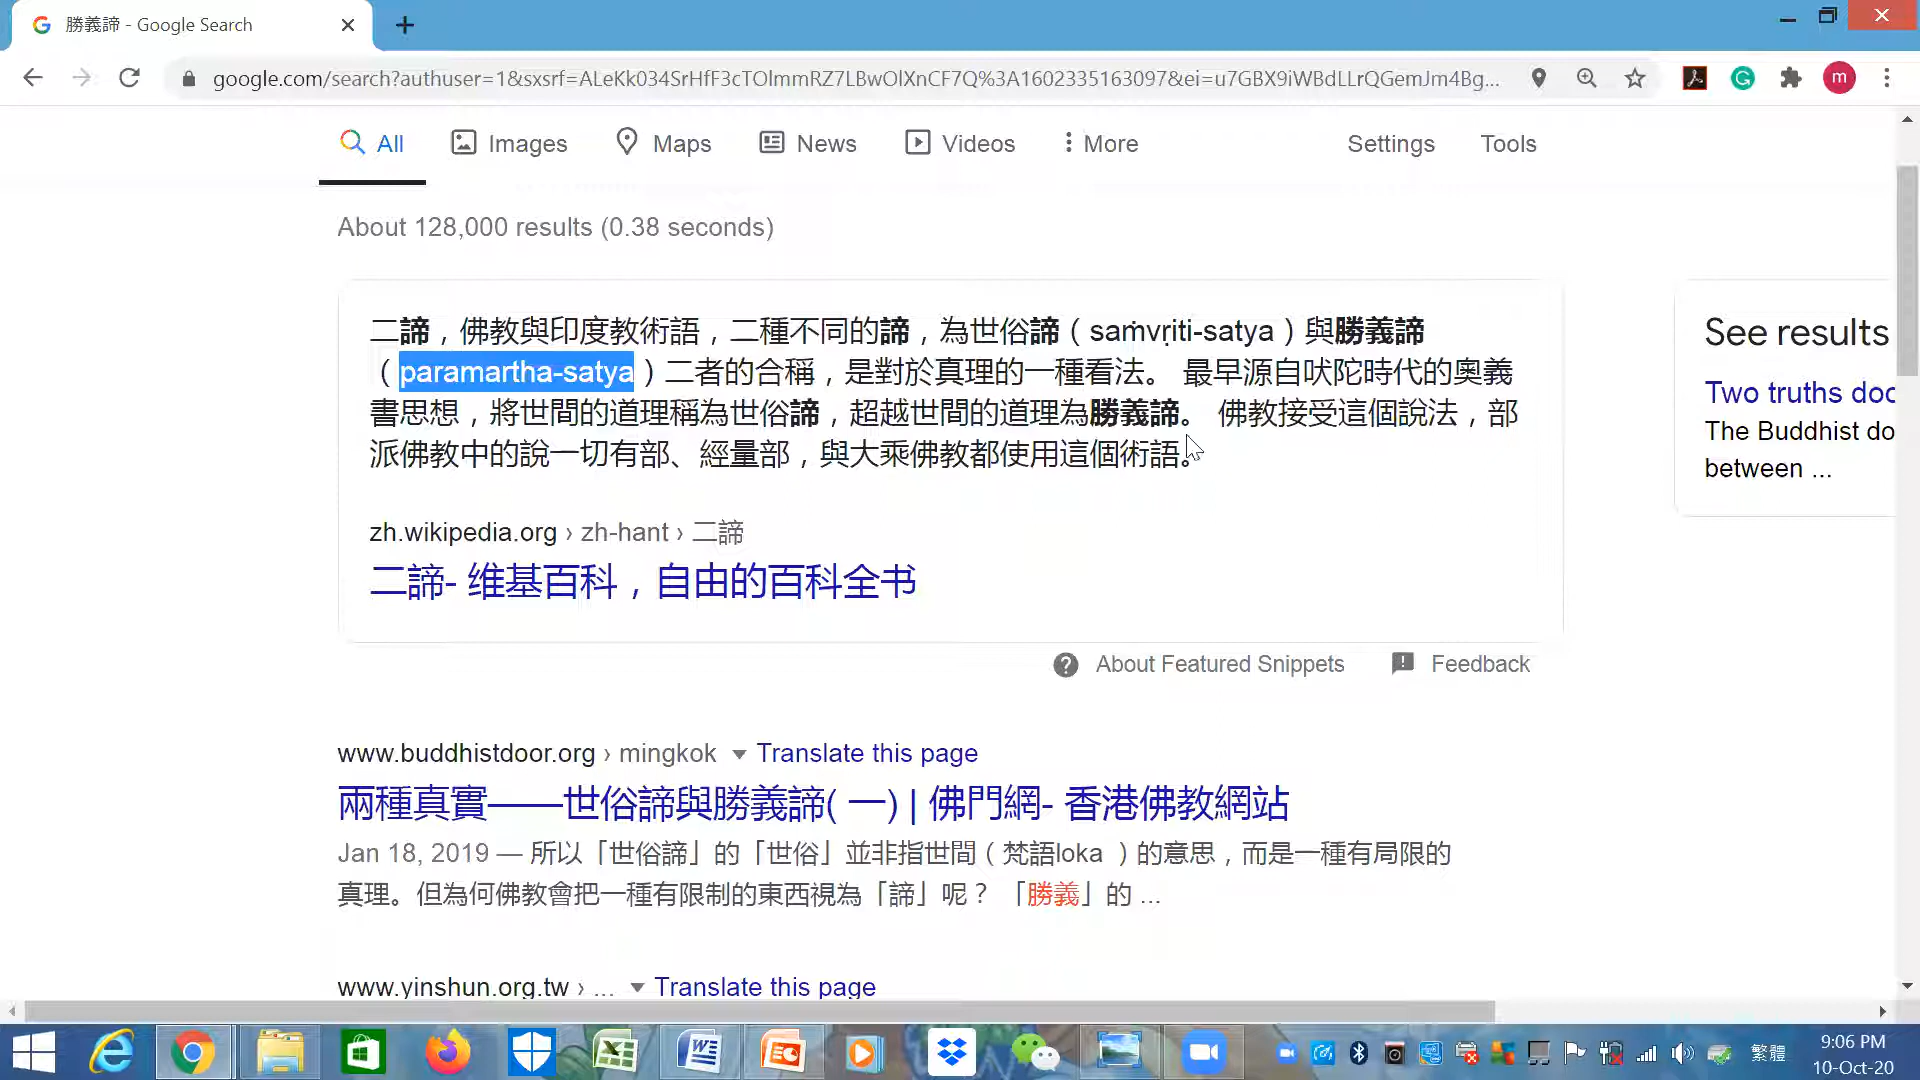 勝義諦 - Google Search
google.com/search?authuser=1&sxsrf=ALeKk034SrHfF3cTOlmmRZ7LBwOlXnCF7Q%3A1602335163097&ei=u7GBX9iWBdLLrQGemJm4Bg...
m
All Images Maps News Videos More Settings Tools
About 128,000 results (0.38 seconds)
二諦，佛教與印度教術語，二種不同的諦，為世俗諦（saṁvṛiti-satya）與勝義諦
（paramartha-satya）二者的合稱，是對於真理的一種看法。 最早源自吠陀時代的奧義
書思想，將世間的道理稱為世俗諦，超越世間的道理為勝義諦。 佛教接受這個說法，部
派佛教中的說一切有部、經量部，與大乘佛教都使用這個術語。
zh.wikipedia.org › zh-hant › 二諦
二諦- 维基百科，自由的百科全书
About Featured Snippets Feedback
See results
Two truths doc
The Buddhist do
between ...
www.buddhistdoor.org › mingkok Translate this page
兩種真實——世俗諦與勝義諦( 一) | 佛門網- 香港佛教網站
Jan 18, 2019 — 所以「世俗諦」的「世俗」並非指世間（梵語loka ）的意思，而是一種有局限的
真理。但為何佛教會把一種有限制的東西視為「諦」呢？ 「勝義」的 ...
www.yinshun.org.tw › ... Translate this page
繁體
9:06 PM
10-Oct-20